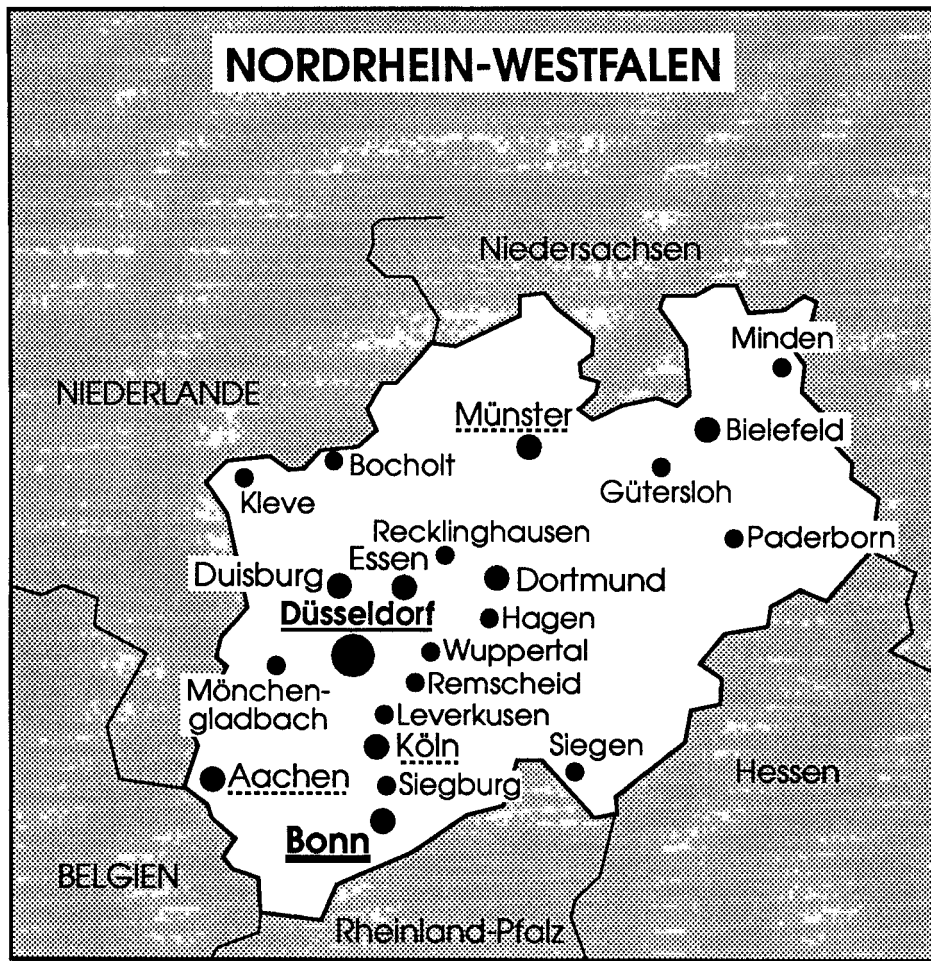 NORDRHEIN-WESTFALEN
Niedersachsen
Minden
NIEDERLANDE
Münster
Bielefeld
Bocholt
Gütersloh
Kleve
Recklinghausen
Paderborn
Essen
Duisburg
Dortmund
Düsseldorf
Hagen
Wuppertal
Mönchen-
gladbach
Remscheid
Leverkusen
Köln
Siegen
Hessen
Aachen
Siegburg
Bonn
BELGIEN
Rheinland-Pfalz